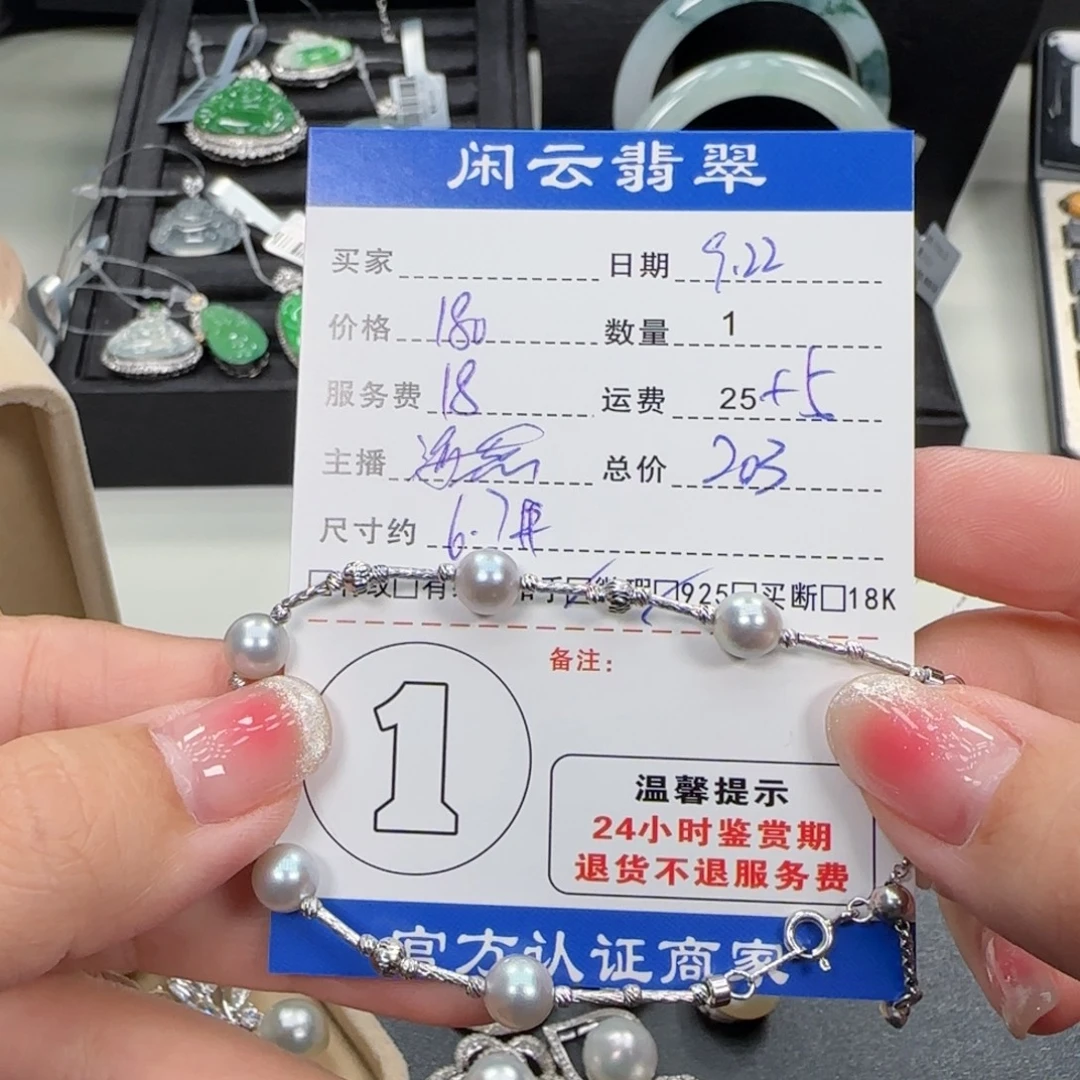 闲云翡翠
买家 日期 9.22
价格 180 数量 1
服务费 18 运费 25+5
主播 总价 203
尺寸约 6.7
925 买断 18K
备注：
1
温馨提示
24小时鉴赏期
退货不退服务费
官方认证商家